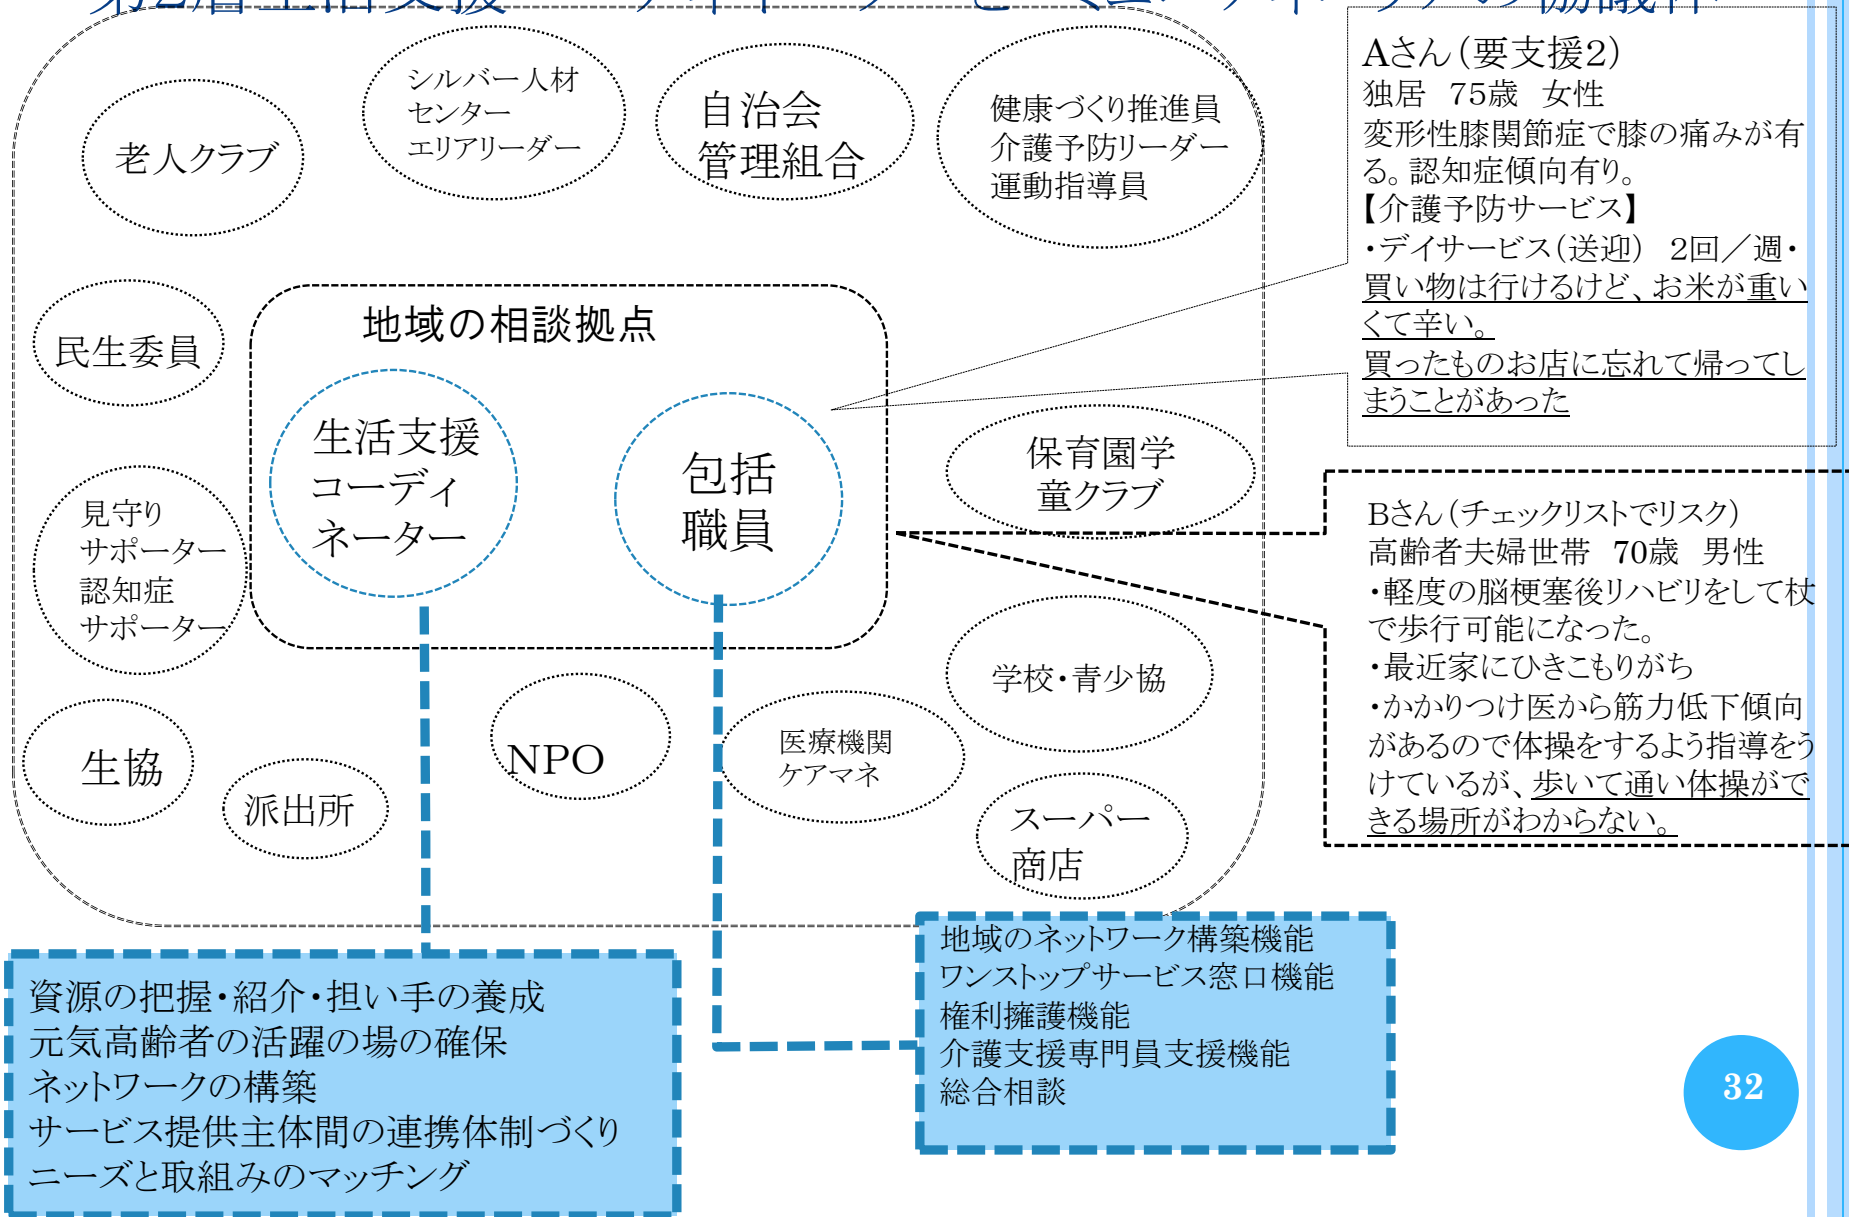 シルバー人材
センター
エリアリーダー
老人クラブ
自治会
管理組合
健康づくり推進員
介護予防リーダー
運動指導員
Aさん(要支援2)
独居 75歳 女性
変形性膝関節症で膝の痛みが有
る。認知症傾向有り。
【介護予防サービス】
・デイサービス(送迎) 2回/週・
買い物は行けるけど、お米が重い
くて辛い。
買ったものお店に忘れて帰ってし
まうことがあった
民生委員
地域の相談拠点
生活支援
コーディ
ネーター
包括
職員
保育園学
童クラブ
見守り
サポーター
認知症
サポーター
Bさん(チェックリストでリスク)
高齢者夫婦世帯 70歳 男性
・軽度の脳梗塞後リハビリをして杖
で歩行可能になった。
・最近家にひきこもりがち
・かかりつけ医から筋力低下傾向
があるので体操をするよう指導をう
けているが、歩いて通い体操がで
きる場所がわからない。
学校・青少協
生協
派出所
NPO
医療機関
ケアマネ
スーパー
商店
資源の把握・紹介・担い手の養成
元気高齢者の活躍の場の確保
ネットワークの構築
サービス提供主体間の連携体制づくり
ニーズと取組みのマッチング
地域のネットワーク構築機能
ワンストップサービス窓口機能
権利擁護機能
介護支援専門員支援機能
総合相談
32